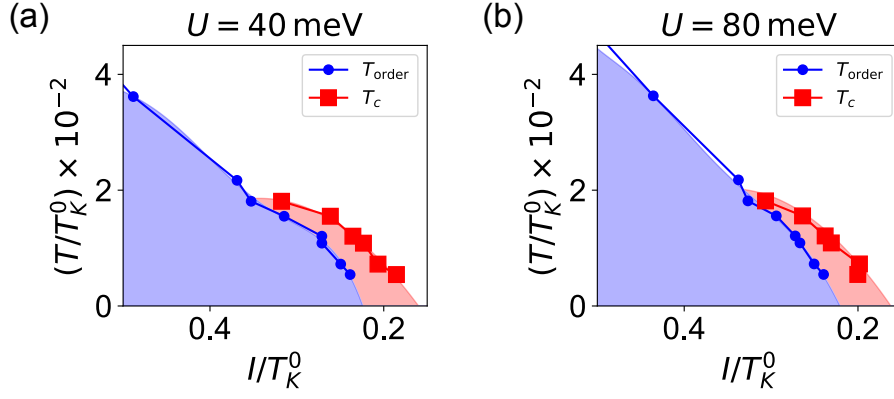 (a)
U = 40 meV
(T/T_K^0) × 10^{-2}
4
2
0
T_order
T_c
0.4
0.2
I/T_K^0
(b)
U = 80 meV
(T/T_K^0) × 10^{-2}
4
2
0
T_order
T_c
0.4
0.2
I/T_K^0